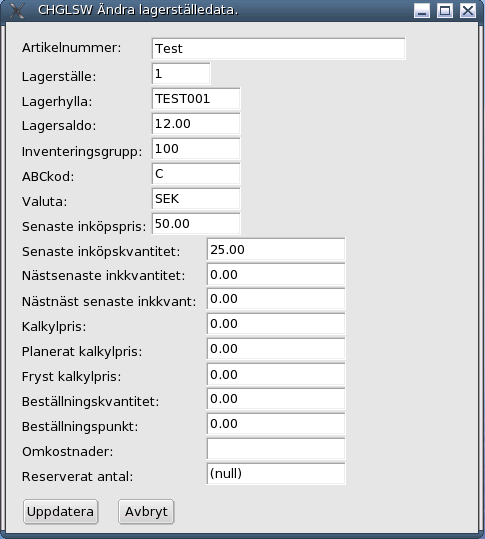 CHGLSW Ändra lagerställedata.
Artikelnummer: Test
Lagerställe: 1
Lagerhylla: TEST001
Lagersaldo: 12.00
Inventeringsgrupp: 100
ABCkod: C
Valuta: SEK
Senaste inköpspris: 50.00
Senaste inköpskvantitet: 25.00
Nästsenaste inkkvantitet: 0.00
Nästnäst senaste inkkvant: 0.00
Kalkylpris: 0.00
Planerat kalkylpris: 0.00
Fryst kalkylpris: 0.00
Beställningskvantitet: 0.00
Beställningspunkt: 0.00
Omkostnader:
Reserverat antal: (null)
Uppdatera Avbryt